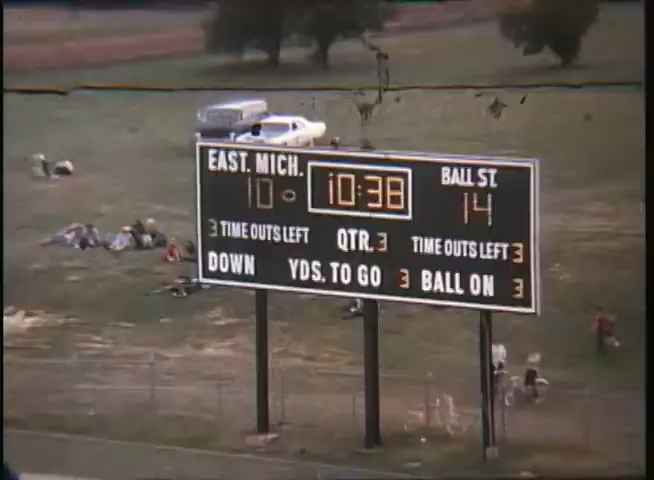 EAST. MICH. 10:38 BALL ST.
10 14
3 TIME OUTS LEFT QTR. 3 TIME OUTS LEFT 3
DOWN YDS. TO GO 3 BALL ON 3